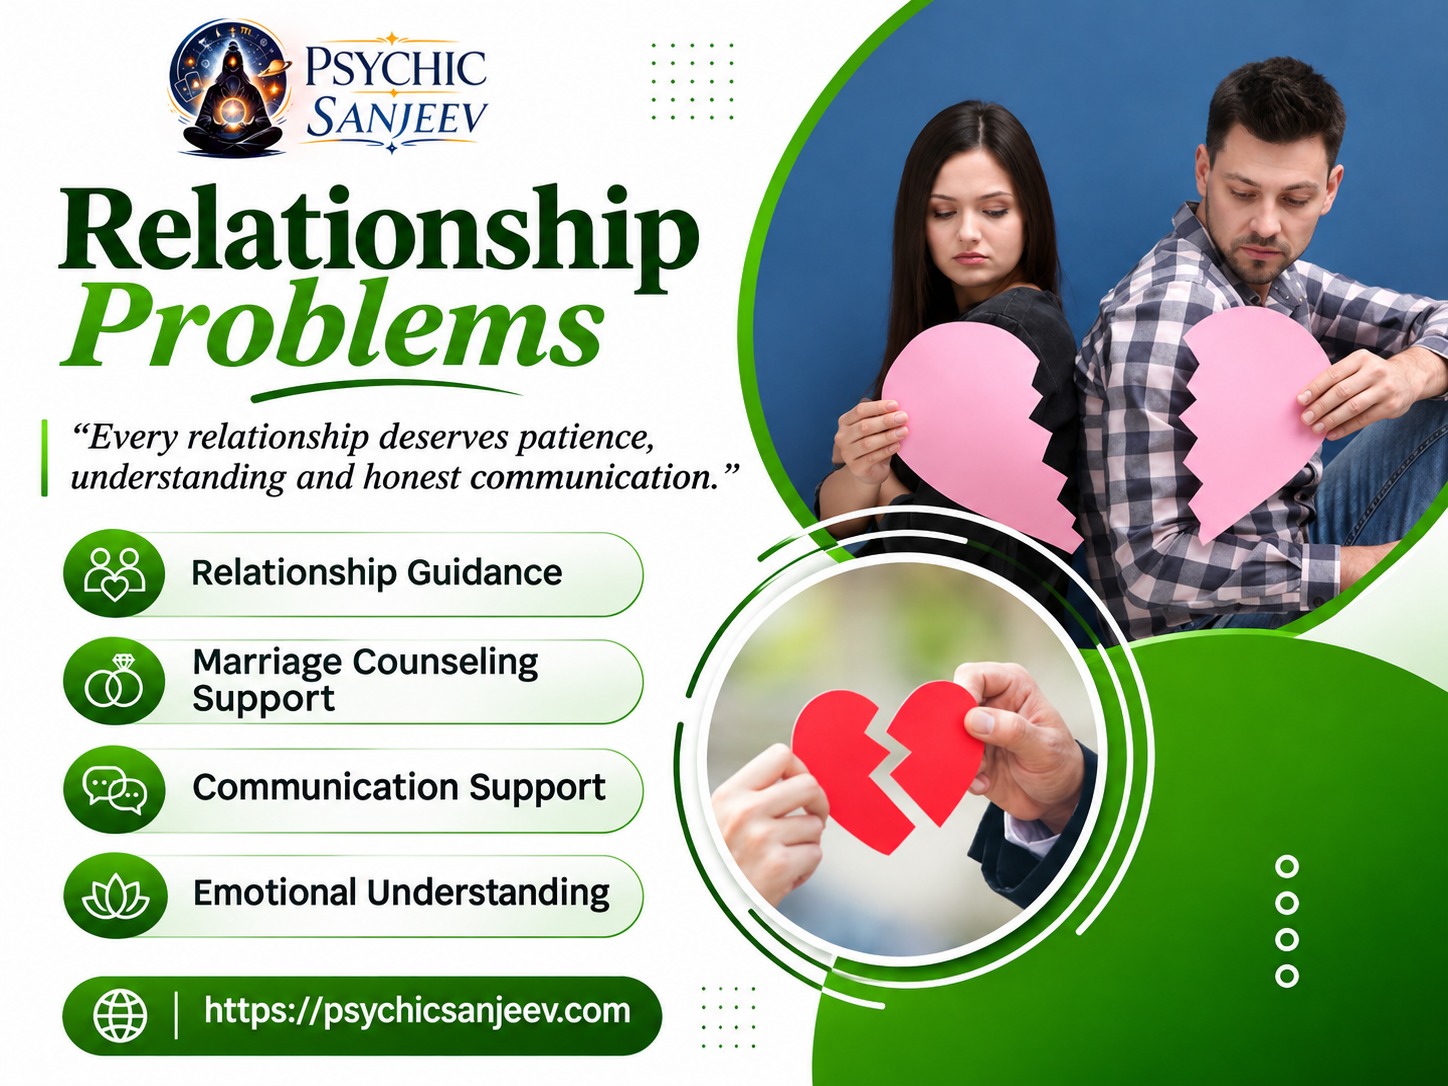 PSYCHIC
SANJEEV
Relationship
Problems
“Every relationship deserves patience,
understanding and honest communication.”
Relationship Guidance
Marriage Counseling
Support
Communication Support
Emotional Understanding
https://psychicsanjeev.com